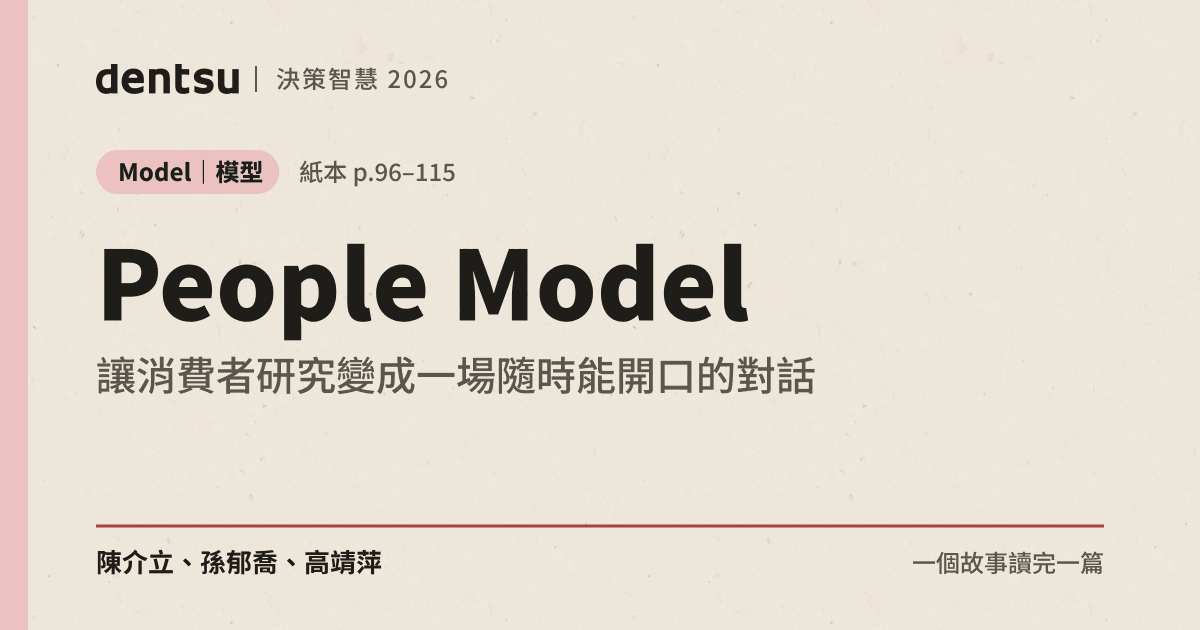 dentsu｜決策智慧 2026
Model｜模型 紙本 p.96–115
People Model
讓消費者研究變成一場隨時能開口的對話
陳介立、孫郁喬、高靖萍 一個故事讀完一篇